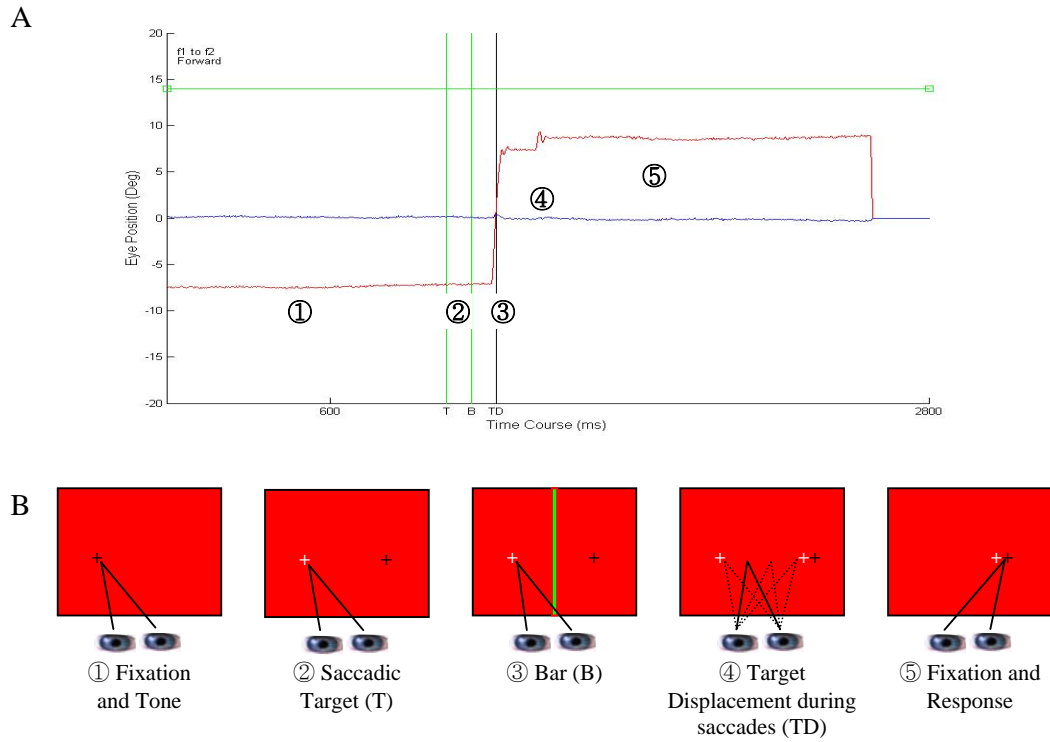 A
20
15
10
5
0
-5
-10
-15
-20
Eye Position (Deg)
f1 to f2
Forward
①
②
③
④
⑤
600
T
B
TD
2800
Time Course (ms)
B
① Fixation
and Tone
② Saccadic
Target (T)
③ Bar (B)
④ Target
Displacement during
saccades (TD)
⑤ Fixation and
Response